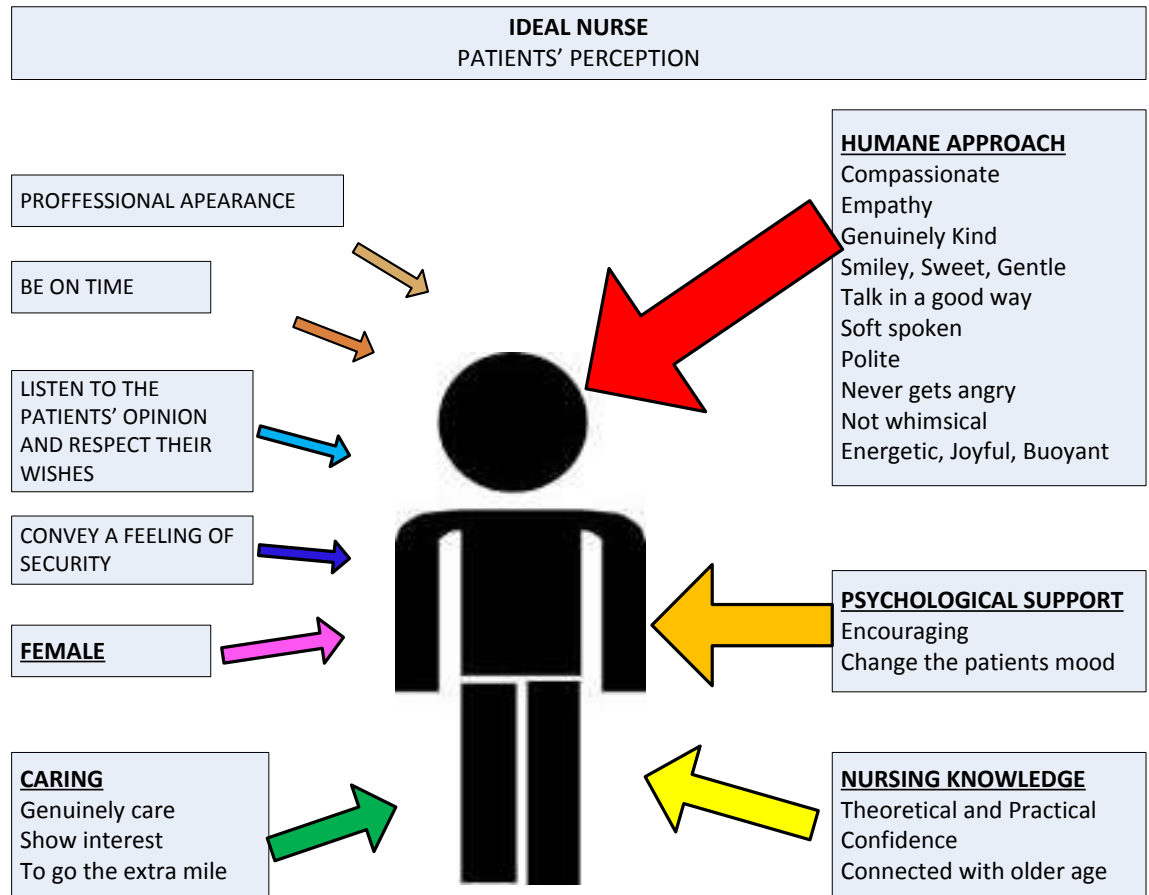 IDEAL NURSE
PATIENTS’ PERCEPTION
PROFFESSIONAL APEARANCE
BE ON TIME
LISTEN TO THE
PATIENTS’ OPINION
AND RESPECT THEIR
WISHES
CONVEY A FEELING OF
SECURITY
FEMALE
CARING
Genuinely care
Show interest
To go the extra mile
HUMANE APPROACH
Compassionate
Empathy
Genuinely Kind
Smiley, Sweet, Gentle
Talk in a good way
Soft spoken
Polite
Never gets angry
Not whimsical
Energetic, Joyful, Buoyant
PSYCHOLOGICAL SUPPORT
Encouraging
Change the patients mood
NURSING KNOWLEDGE
Theoretical and Practical
Confidence
Connected with older age